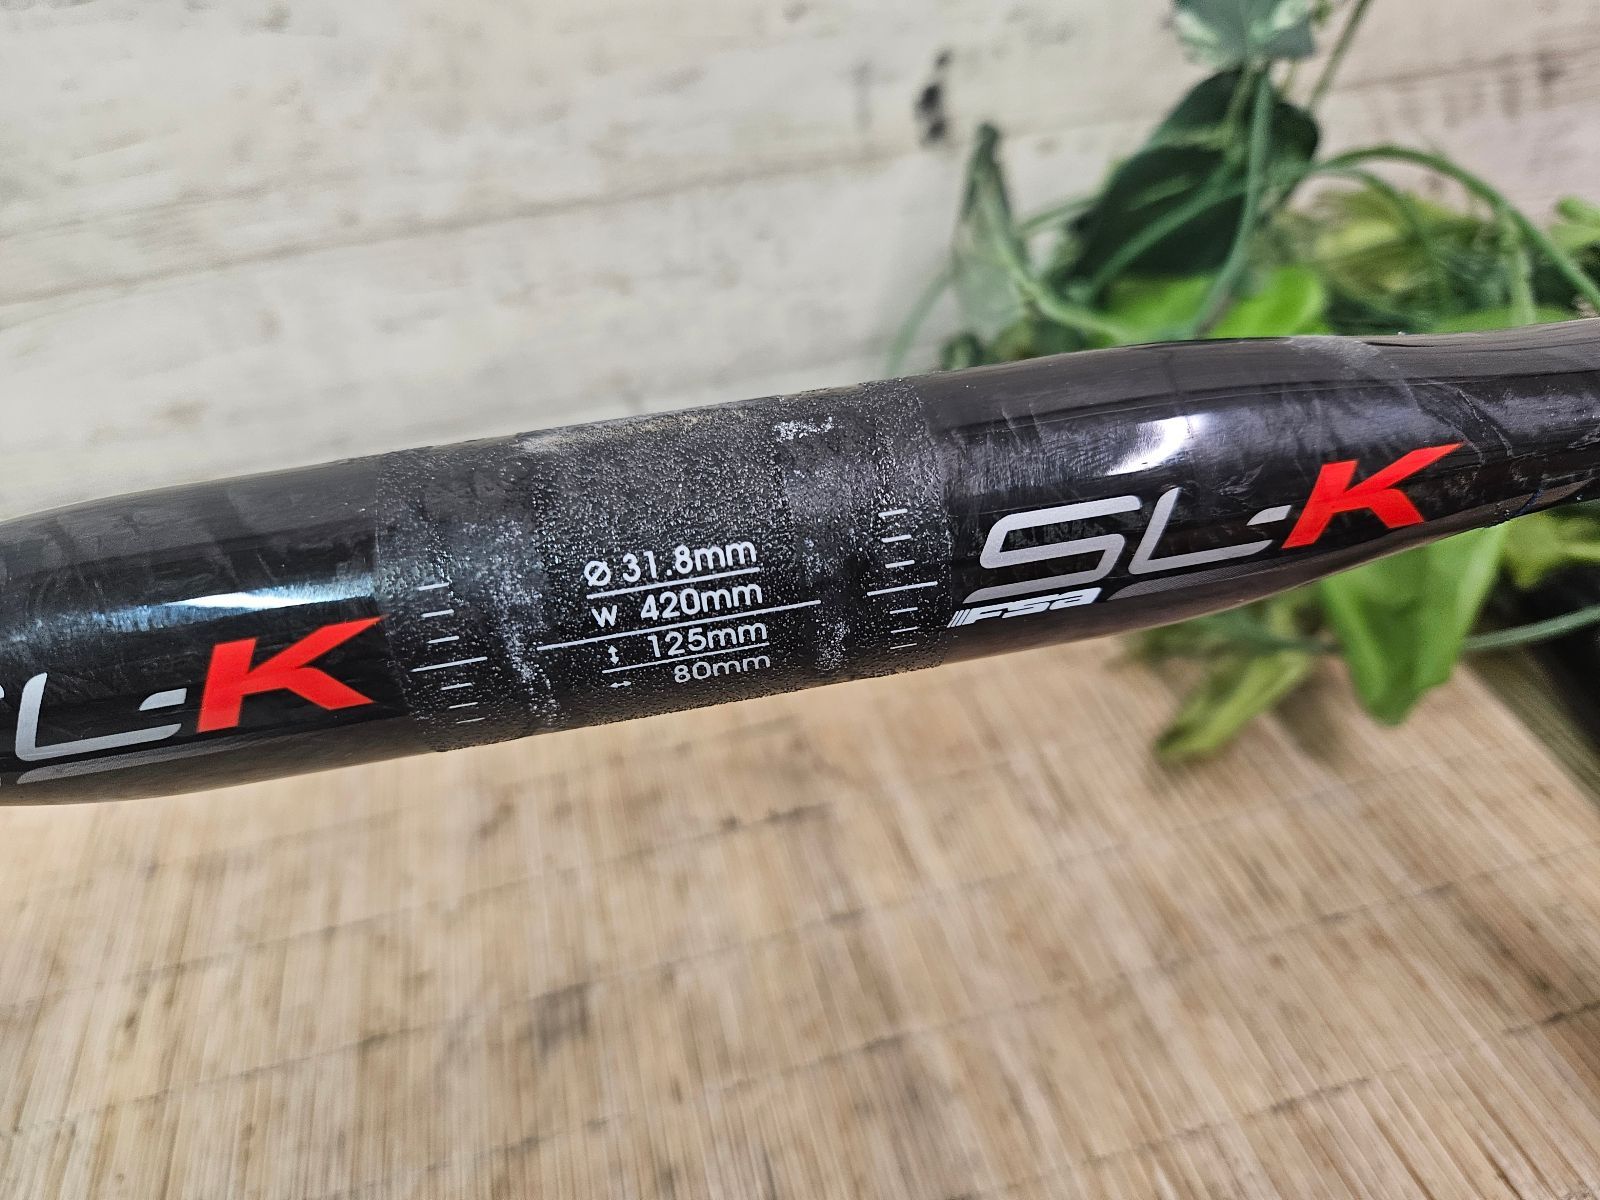 SL-K
Ø 31.8mm
W 420mm
↕ 125mm
↔ 80mm
SL-K
FSA